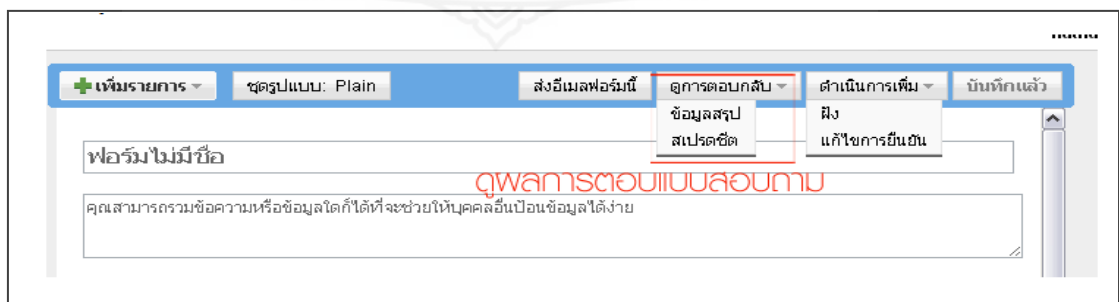 เพิ่มรายการ ชุดรูปแบบ: Plain ส่งอีเมลฟอร์มนี้ ดูการตอบกลับ ดำเนินการเพิ่ม บันทึกแล้ว
ข้อมูลสรุป ฝัง
สเปรดชีต แก้ไขการยืนยัน
ฟอร์มไม่มีชื่อ
ดูผลการตอบแบบสอบถาม
คุณสามารถรวมข้อความหรือข้อมูลใดก็ได้ที่จะช่วยให้บุคคลอื่นป้อนข้อมูลได้ง่าย